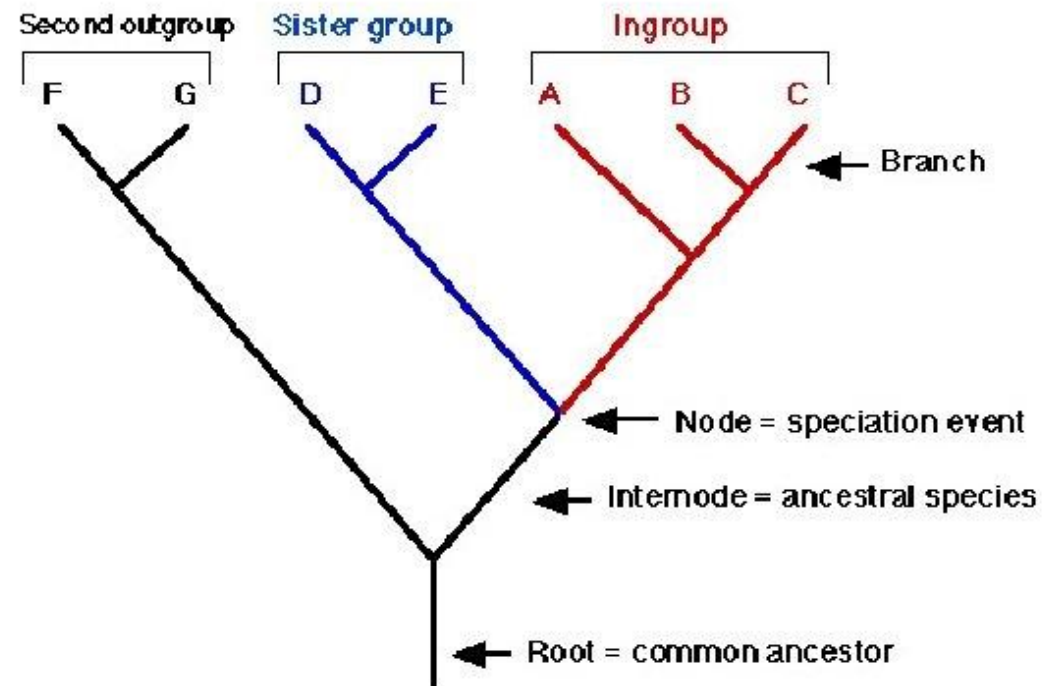 Second outgroup Sister group Ingroup
F G D E A B C
Branch
Node = speciation event
Internode = ancestral species
Root = common ancestor